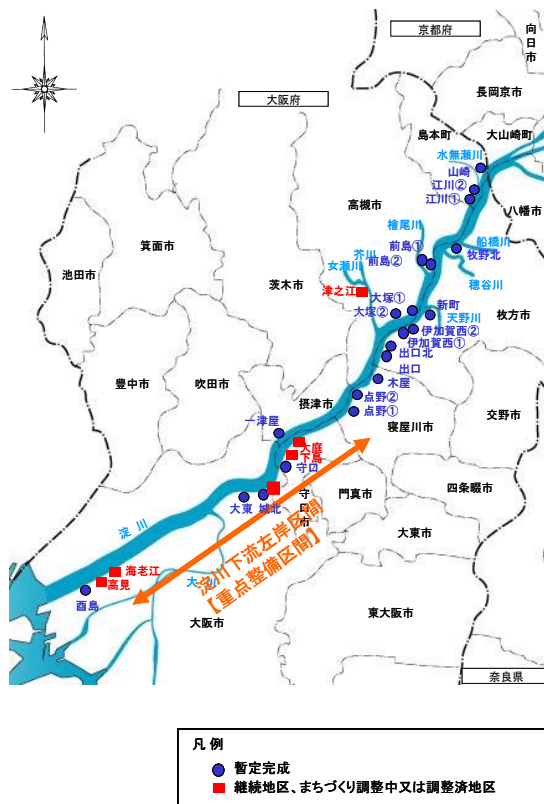 京都府
向日市
長岡京市
大阪府
島本町
大山崎町
水無瀬川
山崎
江川②
江川①
高槻市
八幡市
檜尾川
船橋川
牧野北
前島①
芥川
前島②
女瀬川
穂谷川
箕面市
池田市
茨木市
津之江
大塚①
新町
大塚②
天野川
枚方市
伊加賀西②
伊加賀西①
出口北
出口
木屋
豊中市
吹田市
摂津市
点野②
点野①
交野市
一津屋
寝屋川市
大庭
下島
守口
守口市
門真市
四条畷市
大東
城北
大東市
淀川
淀川下流左岸区間
【重点整備区間】
海老江
高見
大川
酉島
大阪市
東大阪市
奈良県
凡例
暫定完成
継続地区、まちづくり調整中又は調整済地区